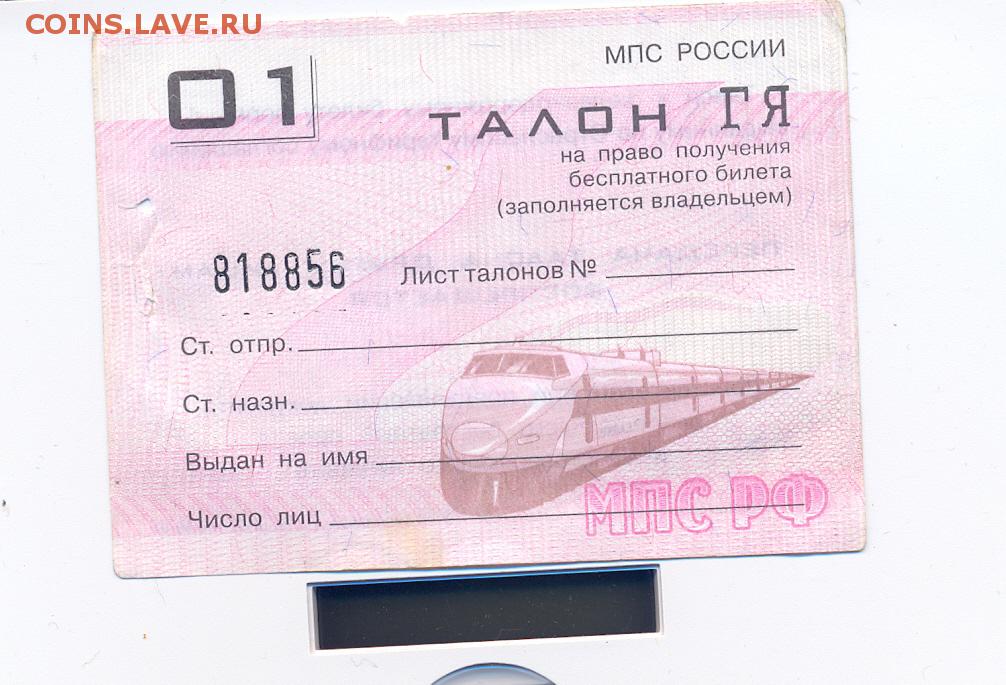 COINS.LAVE.RU
МПС РОССИИ
01
ТАЛОН ГЯ
на право получения
бесплатного билета
(заполняется владельцем)
818856 Лист талонов №
Ст. отпр.
Ст. назн.
Выдан на имя
Число лиц
МПС РФ